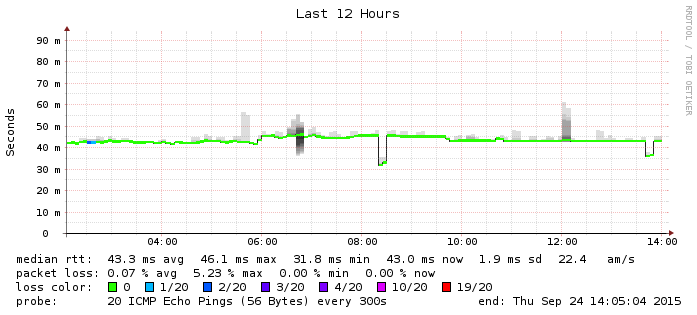 Last 12 Hours
RRDTOOL / TOBI OETIKER
Seconds
90 m
80 m
70 m
60 m
50 m
40 m
30 m
20 m
10 m
0
04:00 06:00 08:00 10:00 12:00 14:00
median rtt: 43.3 ms avg 46.1 ms max 31.8 ms min 43.0 ms now 1.9 ms sd 22.4 am/s
packet loss: 0.07 % avg 5.23 % max 0.00 % min 0.00 % now
loss color: 0 1/20 2/20 3/20 4/20 10/20 19/20
probe: 20 ICMP Echo Pings (56 Bytes) every 300s end: Thu Sep 24 14:05:04 2015